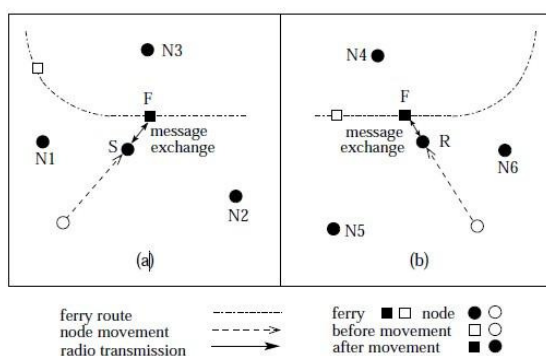 N3
F
message
exchange
S
N1
N2
(a)
N4
F
message
exchange
R
N6
N5
(b)
ferry route
node movement
radio transmission
ferry node
before movement
after movement